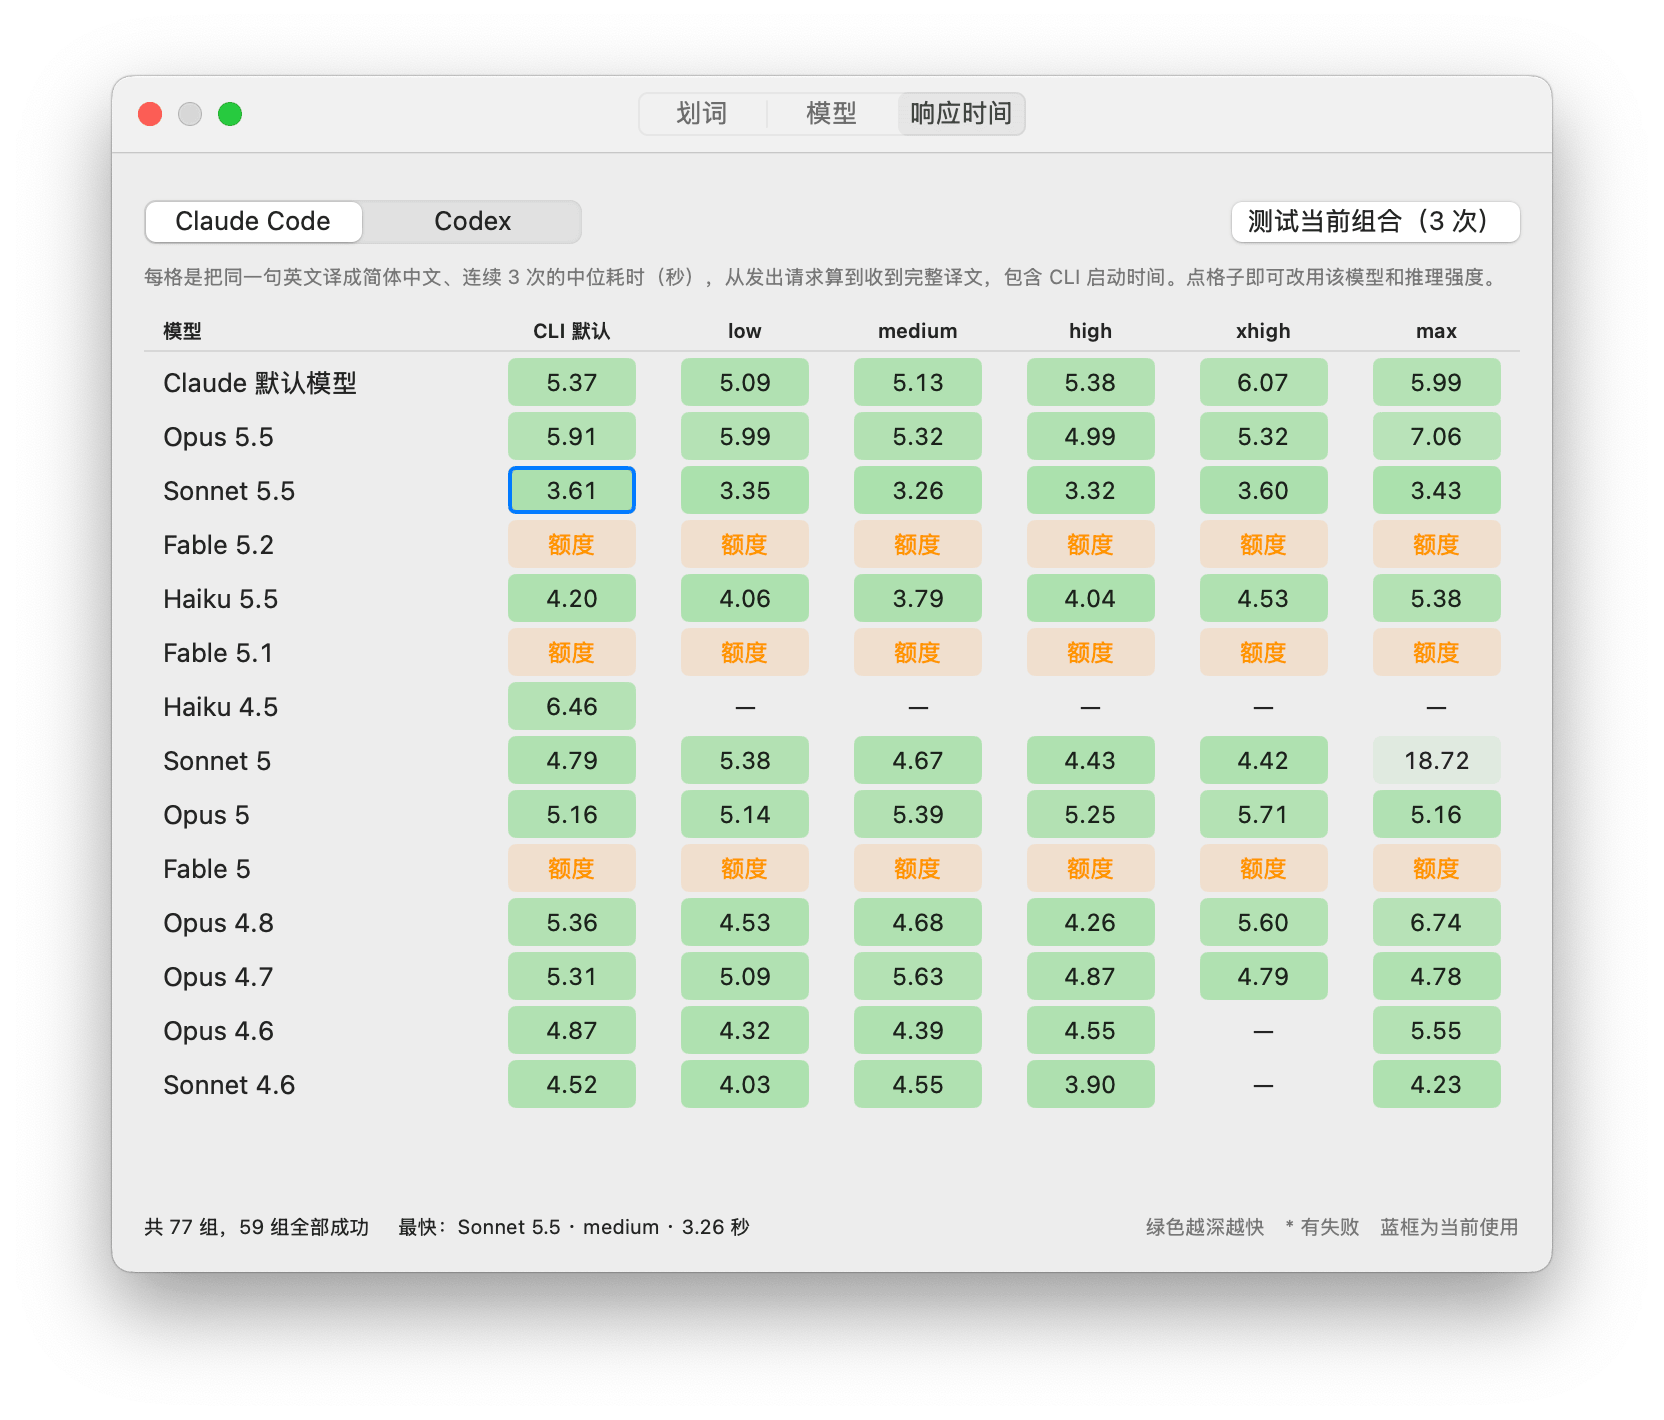 划词 模型 响应时间
Claude Code Codex 测试当前组合（3 次）
每格是把同一句英文译成简体中文、连续 3 次的中位耗时（秒），从发出请求算到收到完整译文，包含 CLI 启动时间。点格子即可改用该模型和推理强度。
模型 CLI 默认 low medium high xhigh max
Claude 默认模型 5.37 5.09 5.13 5.38 6.07 5.99
Opus 5.5 5.91 5.99 5.32 4.99 5.32 7.06
Sonnet 5.5 3.61 3.35 3.26 3.32 3.60 3.43
Fable 5.2 额度 额度 额度 额度 额度 额度
Haiku 5.5 4.20 4.06 3.79 4.04 4.53 5.38
Fable 5.1 额度 额度 额度 额度 额度 额度
Haiku 4.5 6.46 — — — — —
Sonnet 5 4.79 5.38 4.67 4.43 4.42 18.72
Opus 5 5.16 5.14 5.39 5.25 5.71 5.16
Fable 5 额度 额度 额度 额度 额度 额度
Opus 4.8 5.36 4.53 4.68 4.26 5.60 6.74
Opus 4.7 5.31 5.09 5.63 4.87 4.79 4.78
Opus 4.6 4.87 4.32 4.39 4.55 — 5.55
Sonnet 4.6 4.52 4.03 4.55 3.90 — 4.23
共 77 组，59 组全部成功 最快：Sonnet 5.5 · medium · 3.26 秒 绿色越深越快 * 有失败 蓝框为当前使用